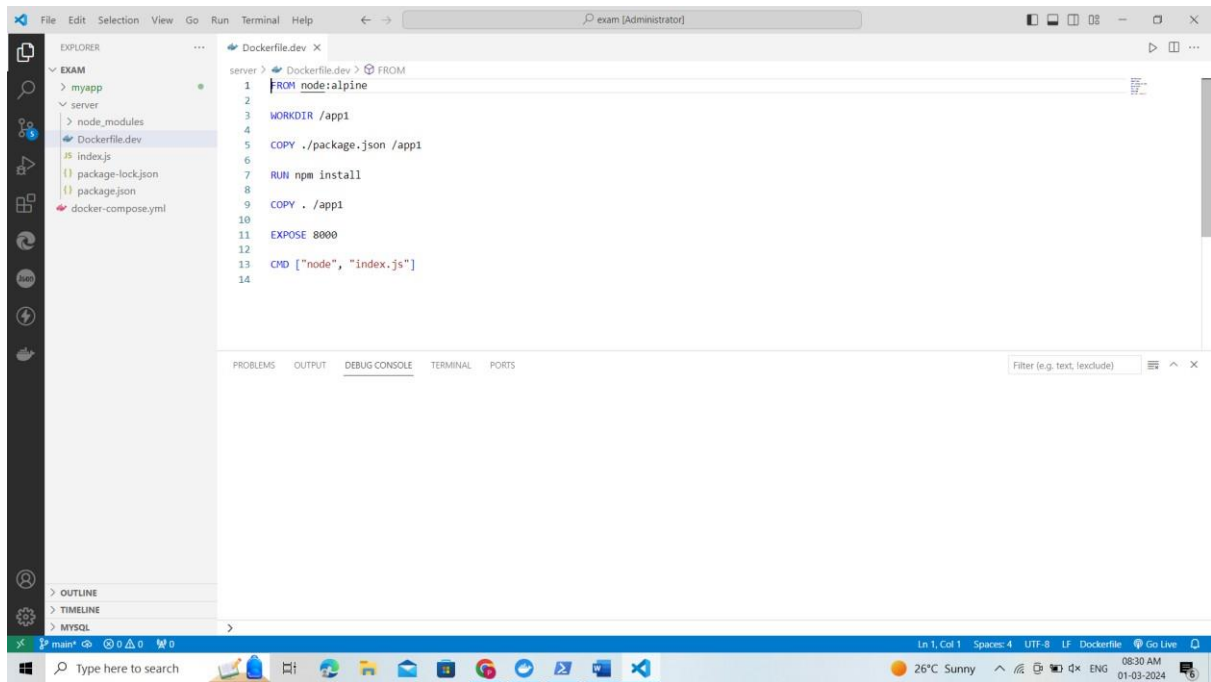 File Edit Selection View Go Run Terminal Help
exam [Administrator]
EXPLORER
Dockerfile.dev
EXAM
myapp
server
node_modules
Dockerfile.dev
index.js
package-lock.json
package.json
docker-compose.yml
server > Dockerfile.dev > FROM
1 FROM node:alpine
2
3 WORKDIR /app1
4
5 COPY ./package.json /app1
6
7 RUN npm install
8
9 COPY . /app1
10
11 EXPOSE 8000
12
13 CMD ["node", "index.js"]
14
PROBLEMS OUTPUT DEBUG CONSOLE TERMINAL PORTS
Filter (e.g. text, !exclude)
OUTLINE
TIMELINE
MYSQL
main* 0 0 0
Ln 1, Col 1 Spaces: 4 UTF-8 LF Dockerfile Go Live
Type here to search
26°C Sunny
ENG
08:30 AM
01-03-2024